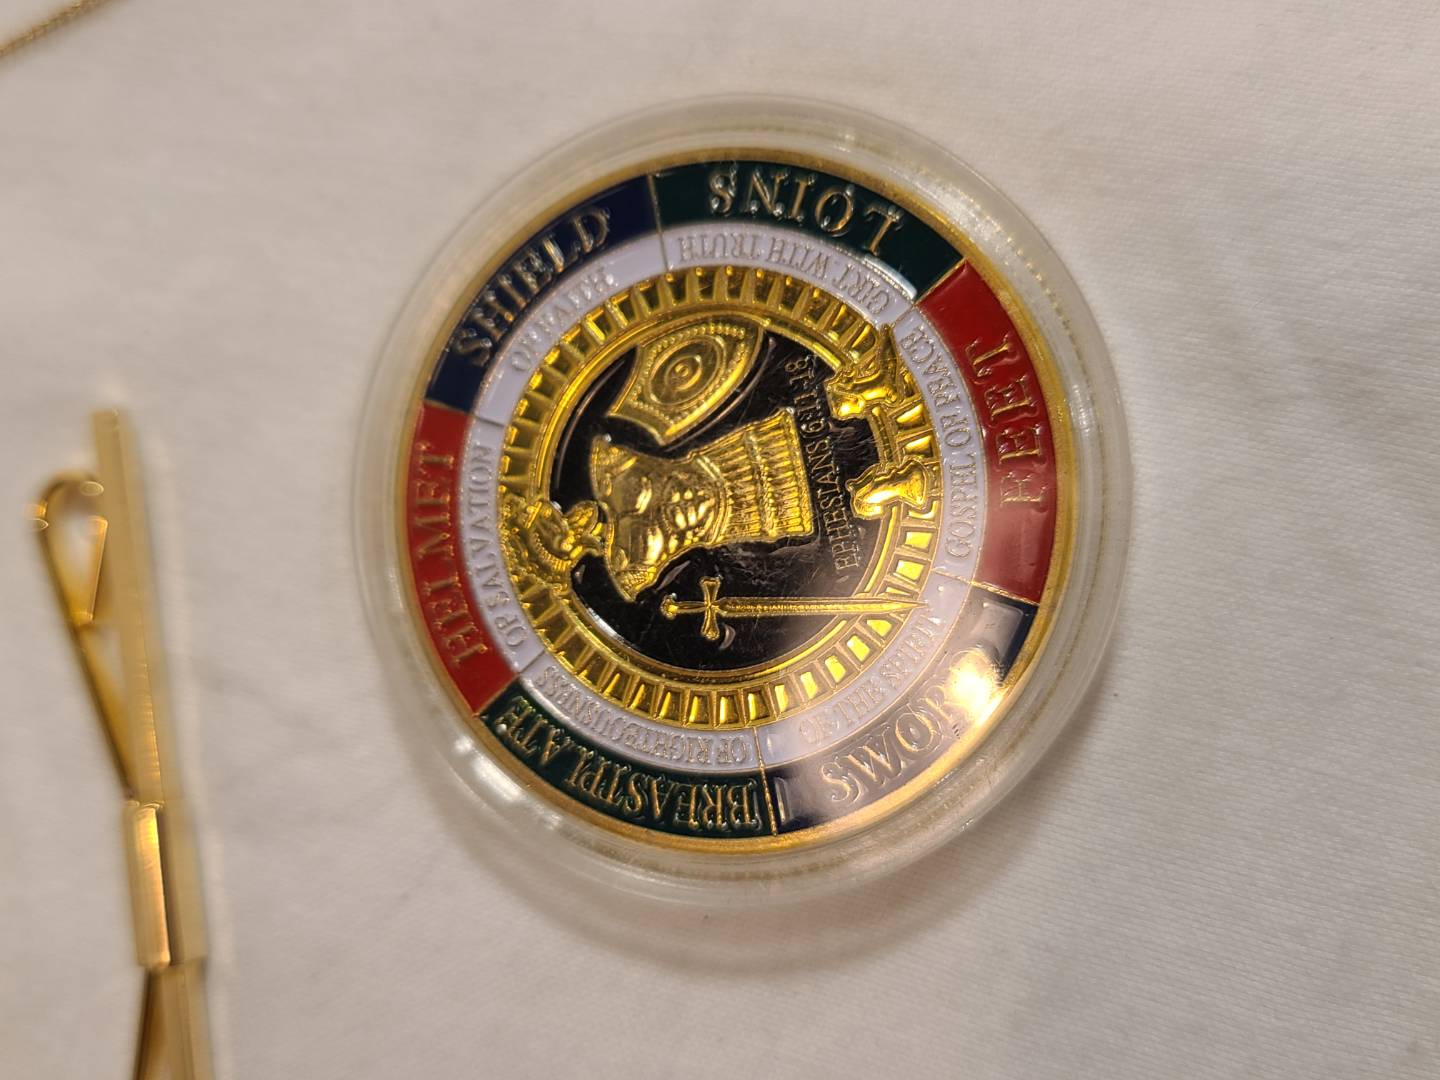 HELMET
OF SALVATION
SHIELD
OF FAITH
LOINS
GIRT WITH TRUTH
FEET
GOSPEL OF PEACE
SWORD
OF THE SPIRIT
BREASTPLATE
OF RIGHTEOUSNESS
EPHESIANS 6:10-18